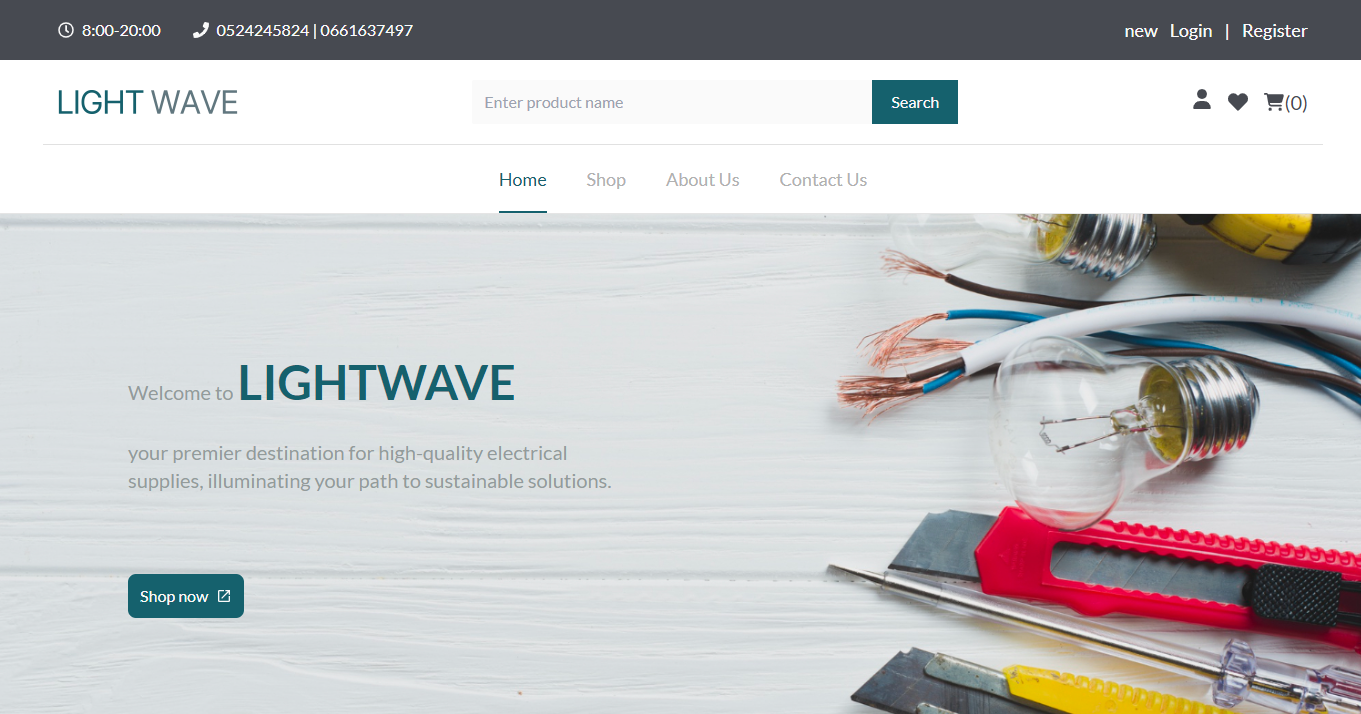 8:00-20:00 0524245824 | 0661637497 new Login | Register
LIGHT WAVE Enter product name Search (0)
Home Shop About Us Contact Us
Welcome to LIGHTWAVE
your premier destination for high-quality electrical
supplies, illuminating your path to sustainable solutions.
Shop now